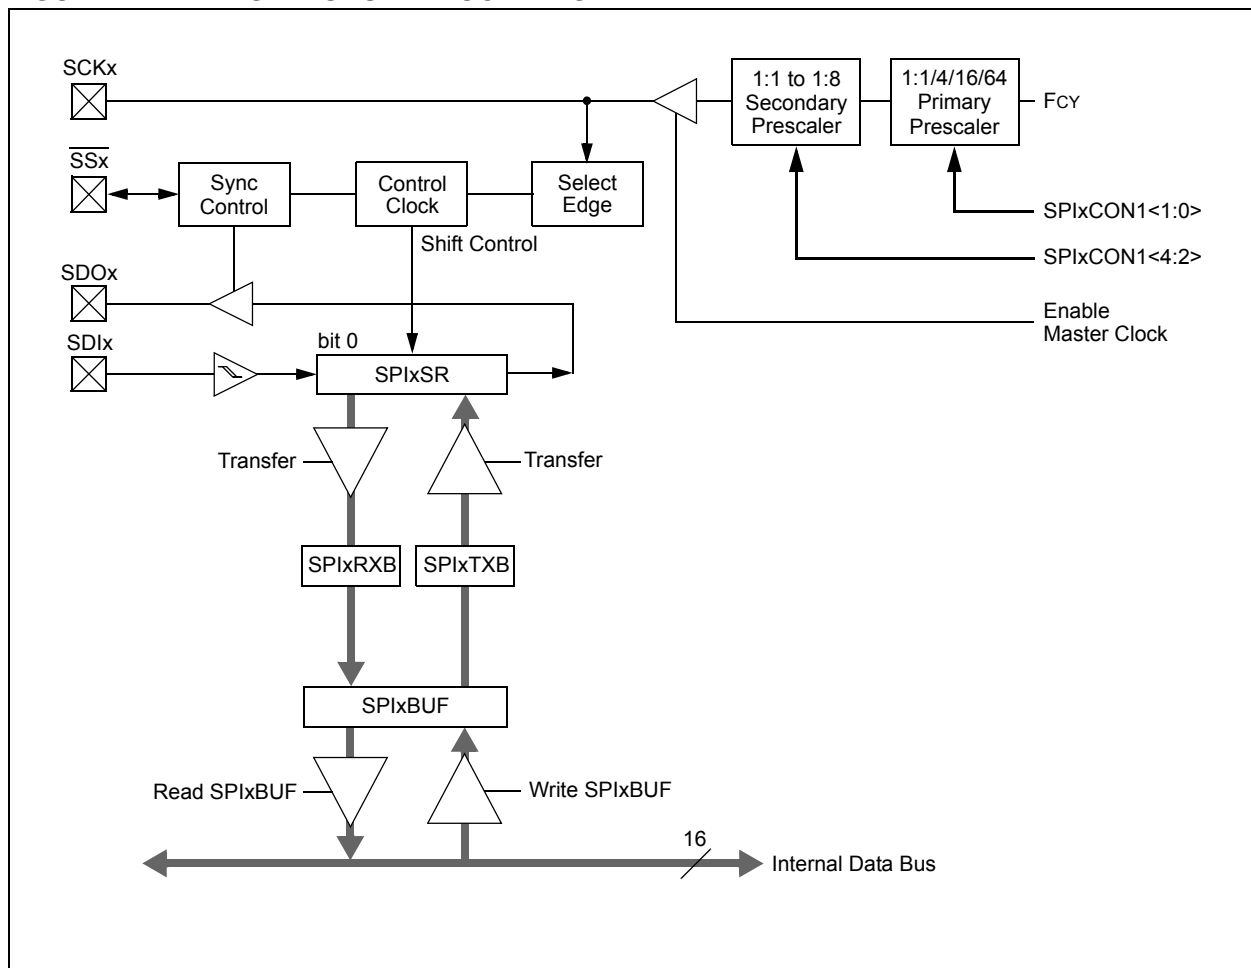 SCKx
1:1 to 1:8
Secondary
Prescaler
1:1/4/16/64
Primary
Prescaler
FCY
SSx
Sync
Control
Control
Clock
Select
Edge
SPIxCON1<1:0>
Shift Control
SPIxCON1<4:2>
SDOx
Enable
Master Clock
SDIx
bit 0
SPIxSR
Transfer
Transfer
SPIxRXB
SPIxTXB
SPIxBUF
Read SPIxBUF
Write SPIxBUF
16
Internal Data Bus